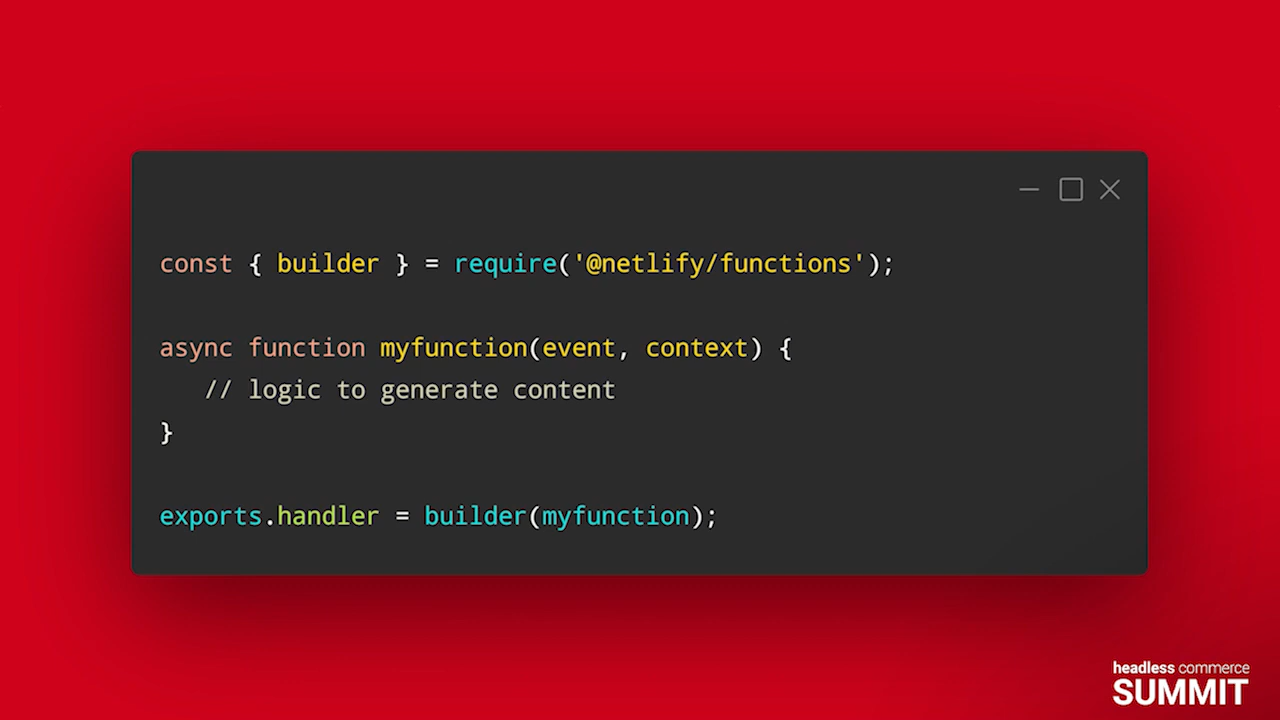 const { builder } = require('@netlify/functions');
async function myfunction(event, context) {
   // logic to generate content
}
exports.handler = builder(myfunction);
headless commerce
SUMMIT